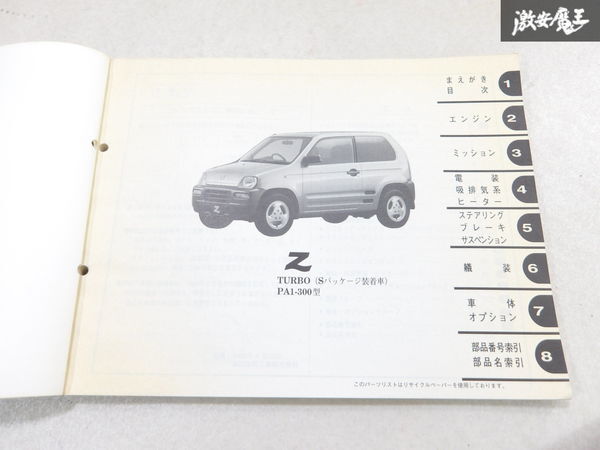 激安魔王
まえがき
目次
1
エンジン
2
ミッション
3
電装
吸排気系
ヒーター
4
ステアリング
ブレーキ
サスペンション
5
艤装
6
車体
オプション
7
部品番号索引
部品名索引
8
Z
TURBO（Sパッケージ装着車）
PA1-300型
このパーツリストはリサイクルペーパーを使用しております。